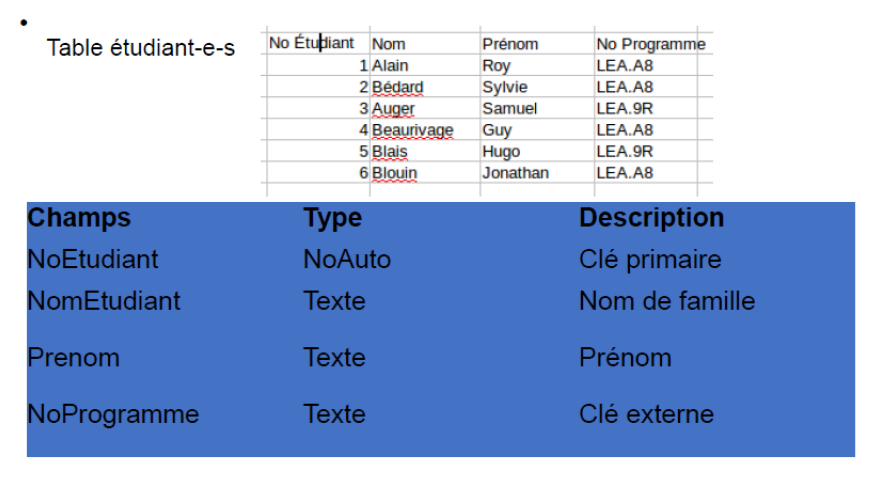 •
Table étudiant-e-s
No Étudiant Nom Prénom No Programme
1 Alain Roy LEA.A8
2 Bédard Sylvie LEA.A8
3 Auger Samuel LEA.9R
4 Beaurivage Guy LEA.A8
5 Blais Hugo LEA.9R
6 Blouin Jonathan LEA.A8
Champs Type Description
NoEtudiant NoAuto Clé primaire
NomEtudiant Texte Nom de famille
Prenom Texte Prénom
NoProgramme Texte Clé externe